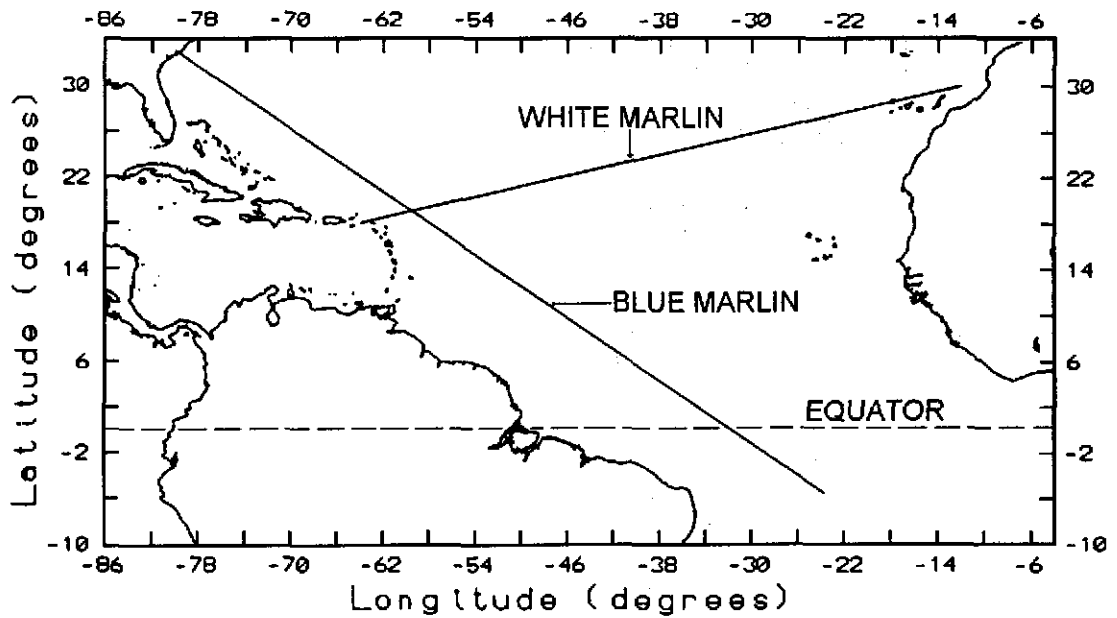 -86 -78 -70 -62 -54 -46 -38 -30 -22 -14 -6
30 30
WHITE MARLIN
22 22
14 14
BLUE MARLIN
6 6
EQUATOR
-2 -2
-10 -10
-86 -78 -70 -62 -54 -46 -38 -30 -22 -14 -6
Longitude (degrees)
Latitude (degrees)